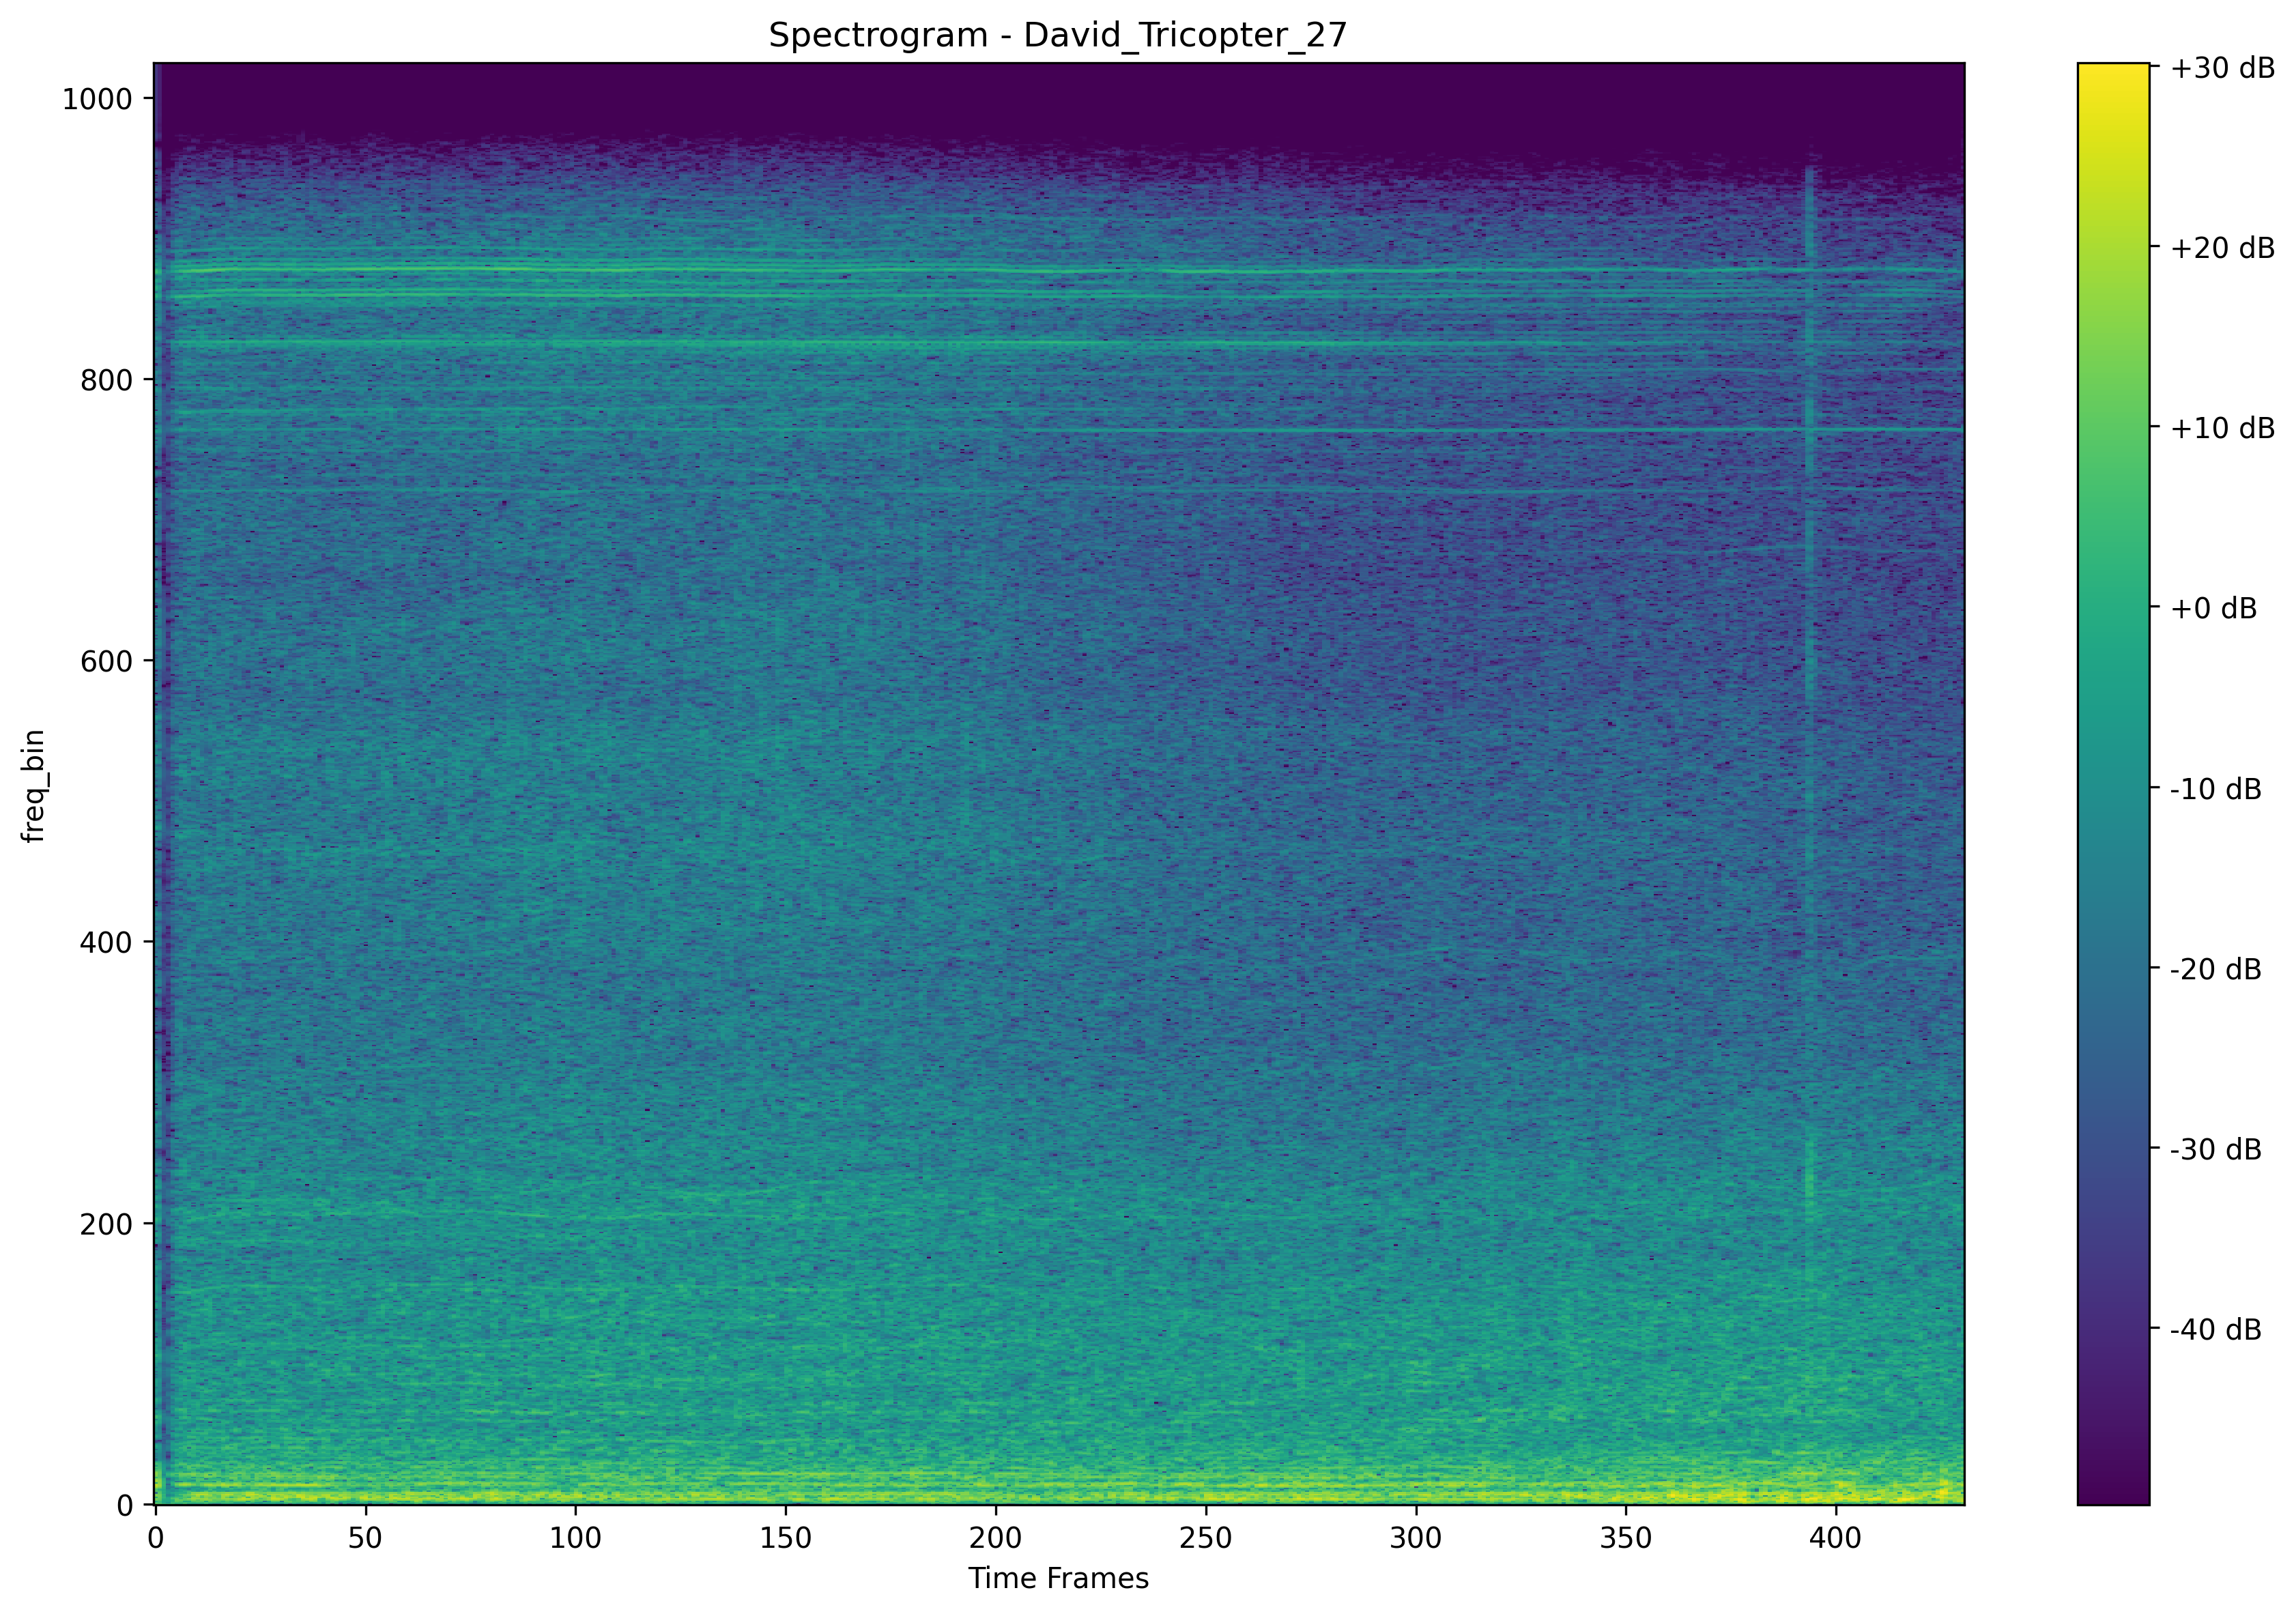 Spectrogram - David_Tricopter_27
1000
800
600
400
200
0
freq_bin
0 50 100 150 200 250 300 350 400
Time Frames
+30 dB
+20 dB
+10 dB
+0 dB
-10 dB
-20 dB
-30 dB
-40 dB